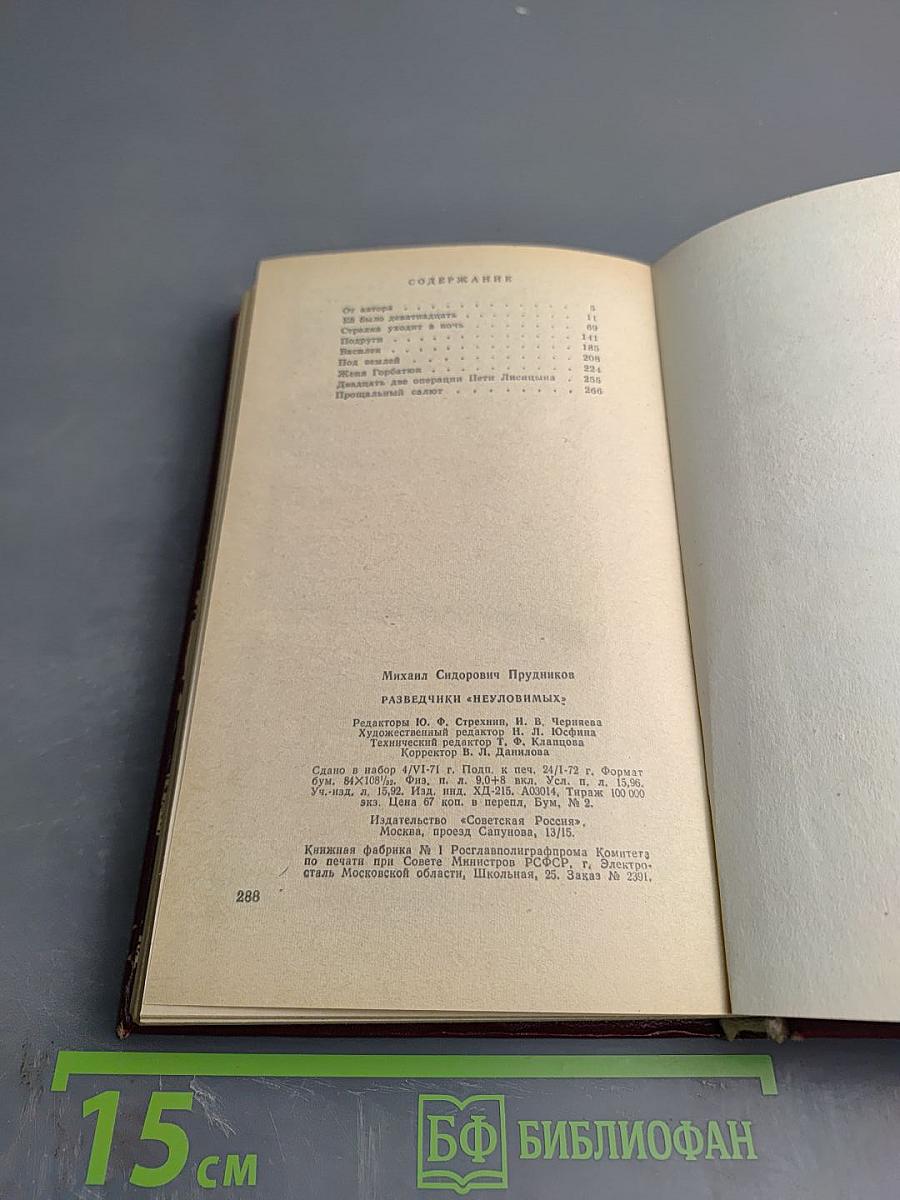 СОДЕРЖАНИЕ
От автора . . . . . . . . . . . . 5
Ей было девятнадцать . . . . . . . 11
Стрелка уходит в ночь . . . . . . . 69
Подруги . . . . . . . . . . . . 141
Василек . . . . . . . . . . . . 185
Под землей . . . . . . . . . . . 208
Женя Горбатюк . . . . . . . . . . 224
Двадцать две операции Пети Лисицына . 255
Прощальный салют . . . . . . . . . 266
Михаил Сидорович Прудников
РАЗВЕДЧИКИ «НЕУЛОВИМЫХ»
Редакторы Ю. Ф. Стрехнин, И. В. Черняева
Художественный редактор Н. Л. Юсфина
Технический редактор Т. Ф. Клапцова
Корректор В. Л. Данилова
Сдано в набор 4/VI-71 г. Подп. к печ. 24/I-72 г. Формат
бум. 84×108¹/₃₂. Физ. п. л. 9,0+8 вкл. Усл. п. л. 15,96.
Уч.-изд. л. 15,92. Изд. инд. ХД-215. А03014, Тираж 100 000
экз. Цена 67 коп. в перепл, Бум, № 2.
Издательство «Советская Россия».
Москва, проезд Сапунова, 13/15.
Книжная фабрика № 1 Росглавполиграфпрома Комитета
по печати при Совете Министров РСФСР, г. Электро-
сталь Московской области, Школьная, 25. Заказ № 2391.
288
15 см
БФ БИБЛИОФАН